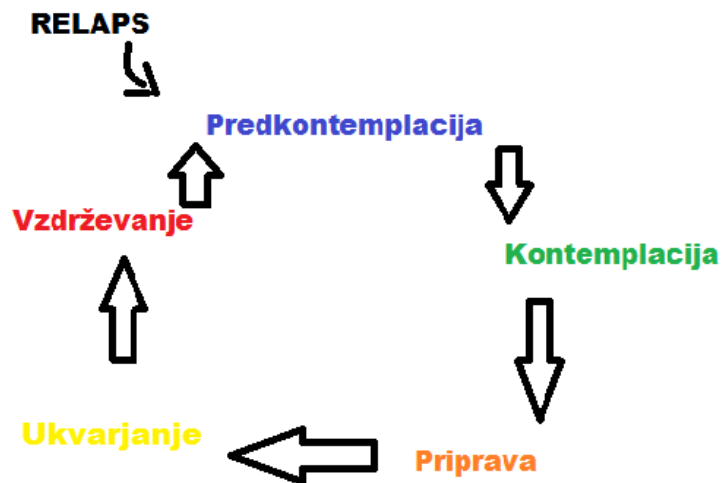 RELAPS
Predkontemplacija
Vzdrževanje
Kontemplacija
Ukvarjanje
Priprava